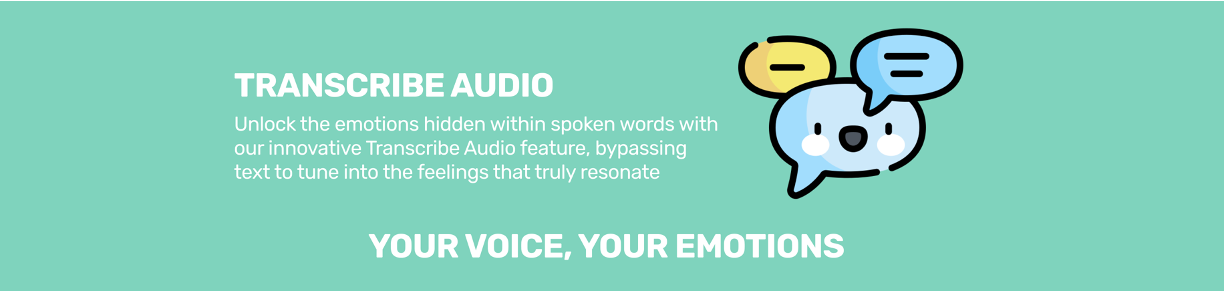 TRANSCRIBE AUDIO
Unlock the emotions hidden within spoken words with
our innovative Transcribe Audio feature, bypassing
text to tune into the feelings that truly resonate
YOUR VOICE, YOUR EMOTIONS